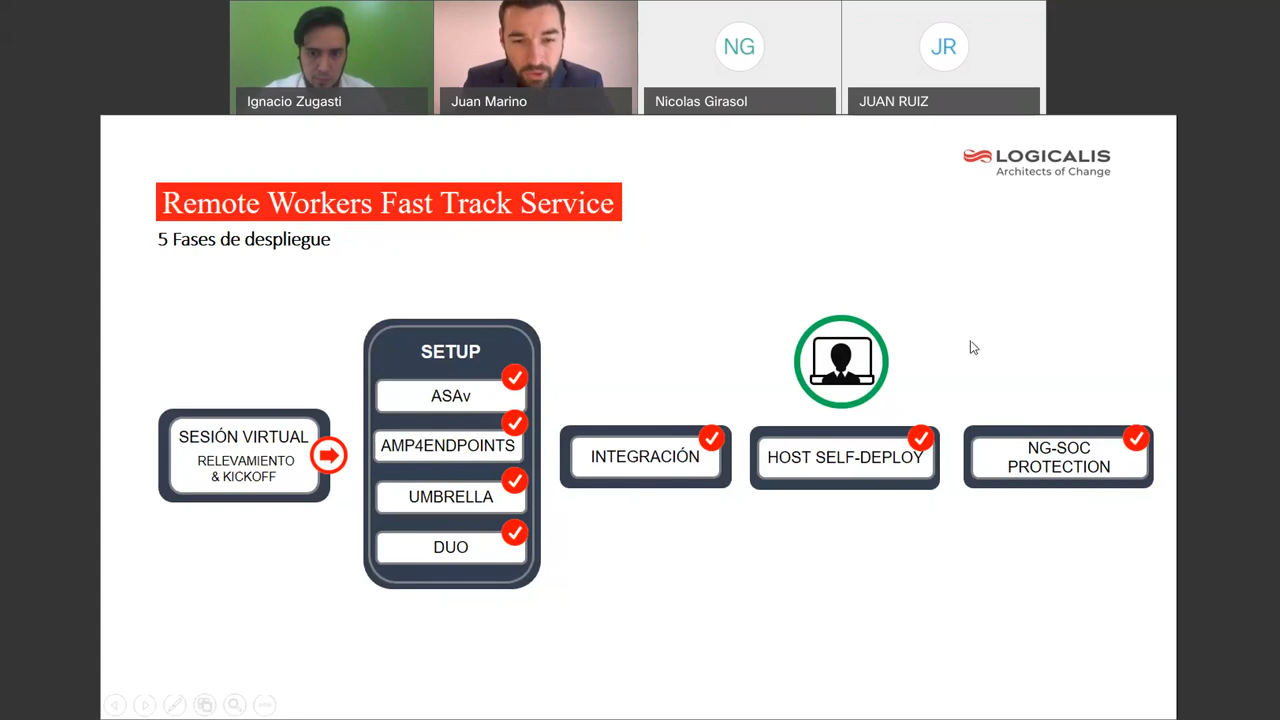 NG
JR
Ignacio Zugasti
Juan Marino
Nicolas Girasol
JUAN RUIZ
LOGICALIS
Architects of Change
Remote Workers Fast Track Service
5 Fases de despliegue
SESIÓN VIRTUAL
RELEVAMIENTO
& KICKOFF
SETUP
ASAv
AMP4ENDPOINTS
UMBRELLA
DUO
INTEGRACIÓN
HOST SELF-DEPLOY
NG-SOC
PROTECTION